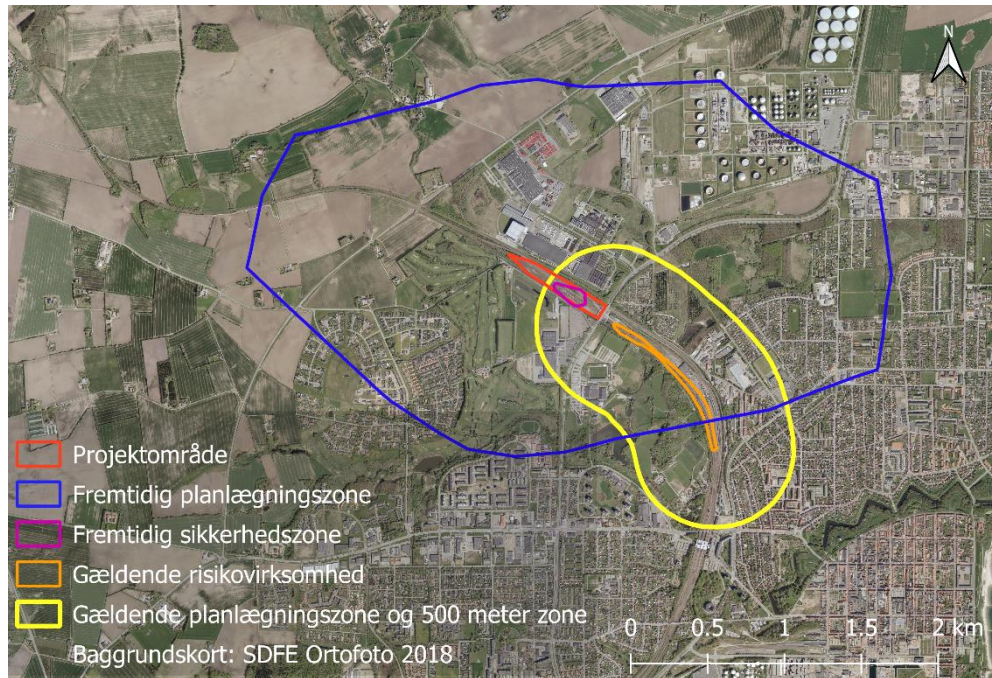 N
Projektområde
Fremtidig planlægningszone
Fremtidig sikkerhedszone
Gældende risikovirksomhed
Gældende planlægningszone og 500 meter zone
Baggrundskort: SDFE Ortofoto 2018
0 0.5 1 1.5 2 km